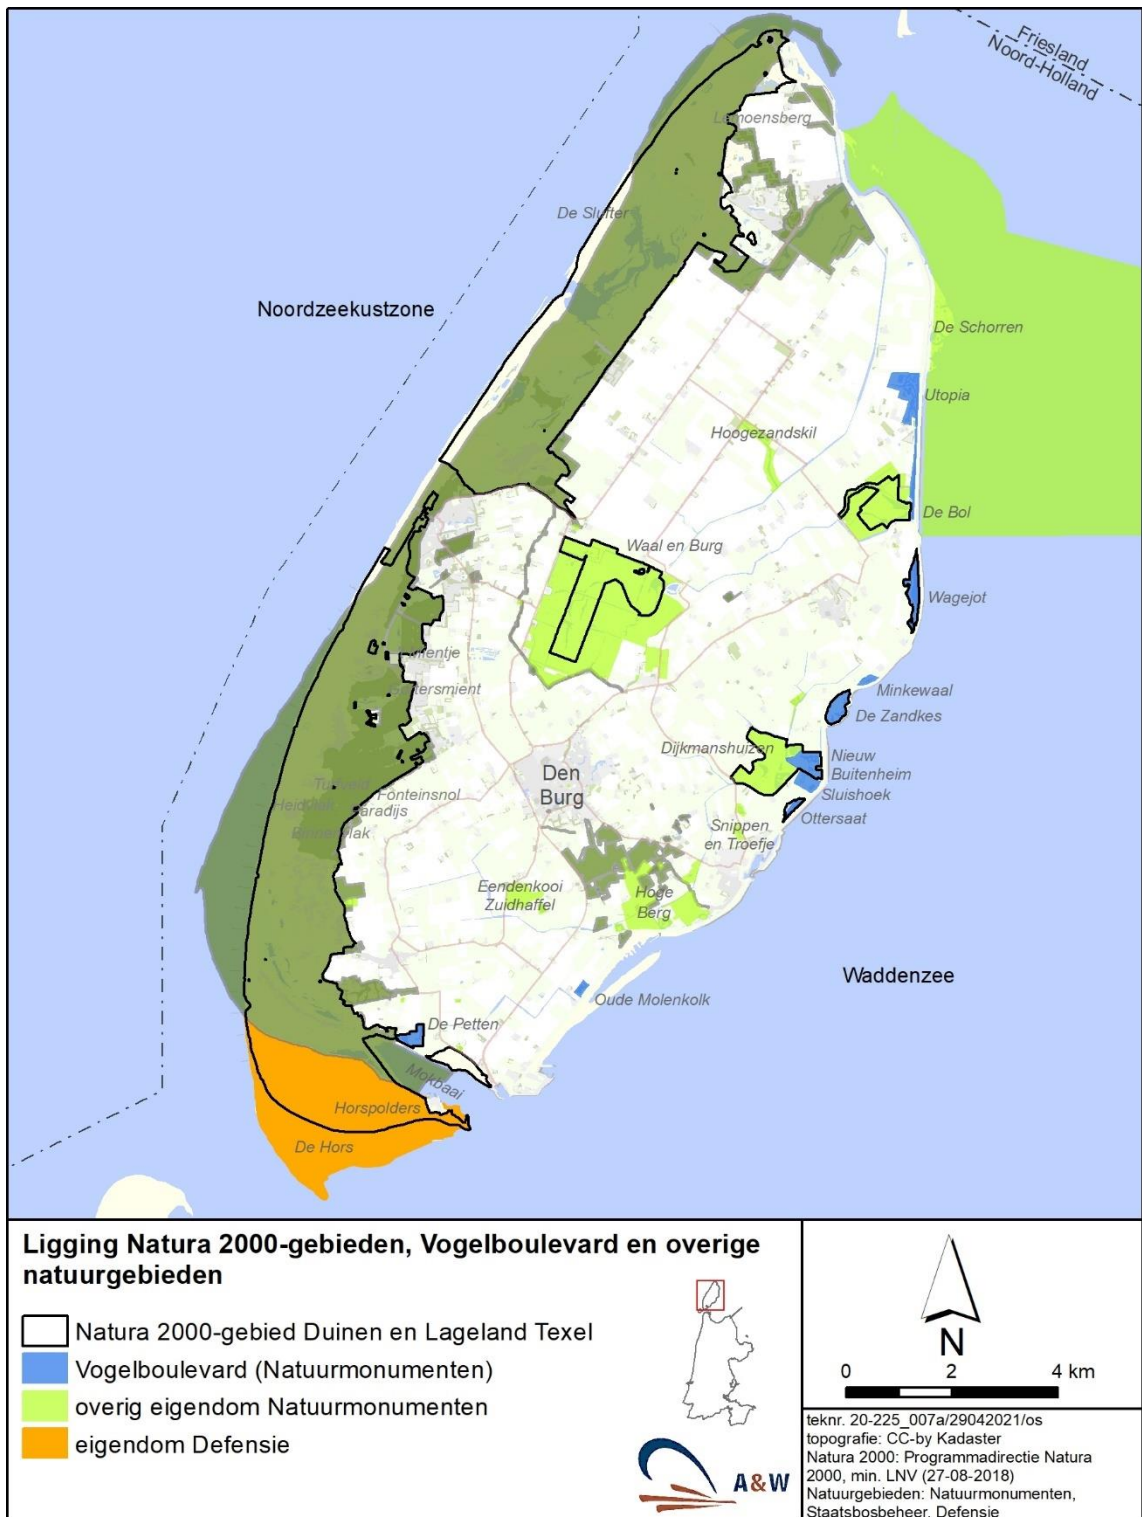 Friesland
Noord-Holland
Lemoensberg
De Slufter
Noordzeekustzone
De Schorren
Utopia
Hoogezandskil
De Bol
Waal en Burg
Wagejot
Minkewaal
De Zandkes
Dijkmanshuizen
Nieuw
Buitenheim
Den
Burg
Sluishoek
Fonteinsnol
Ottersaat
Snippen
en Troefje
Eendenkooi
Zuidhaffel
Hoge
Berg
Waddenzee
Oude Molenkolk
De Petten
Mokbaai
Horspolders
De Hors
Ligging Natura 2000-gebieden, Vogelboulevard en overige
natuurgebieden
Natura 2000-gebied Duinen en Lageland Texel
Vogelboulevard (Natuurmonumenten)
overig eigendom Natuurmonumenten
eigendom Defensie
A&W
N
0 2 4 km
teknr. 20-225_007a/29042021/os
topografie: CC-by Kadaster
Natura 2000: Programmadirectie Natura
2000, min. LNV (27-08-2018)
Natuurgebieden: Natuurmonumenten,
Staatsbosbeheer, Defensie